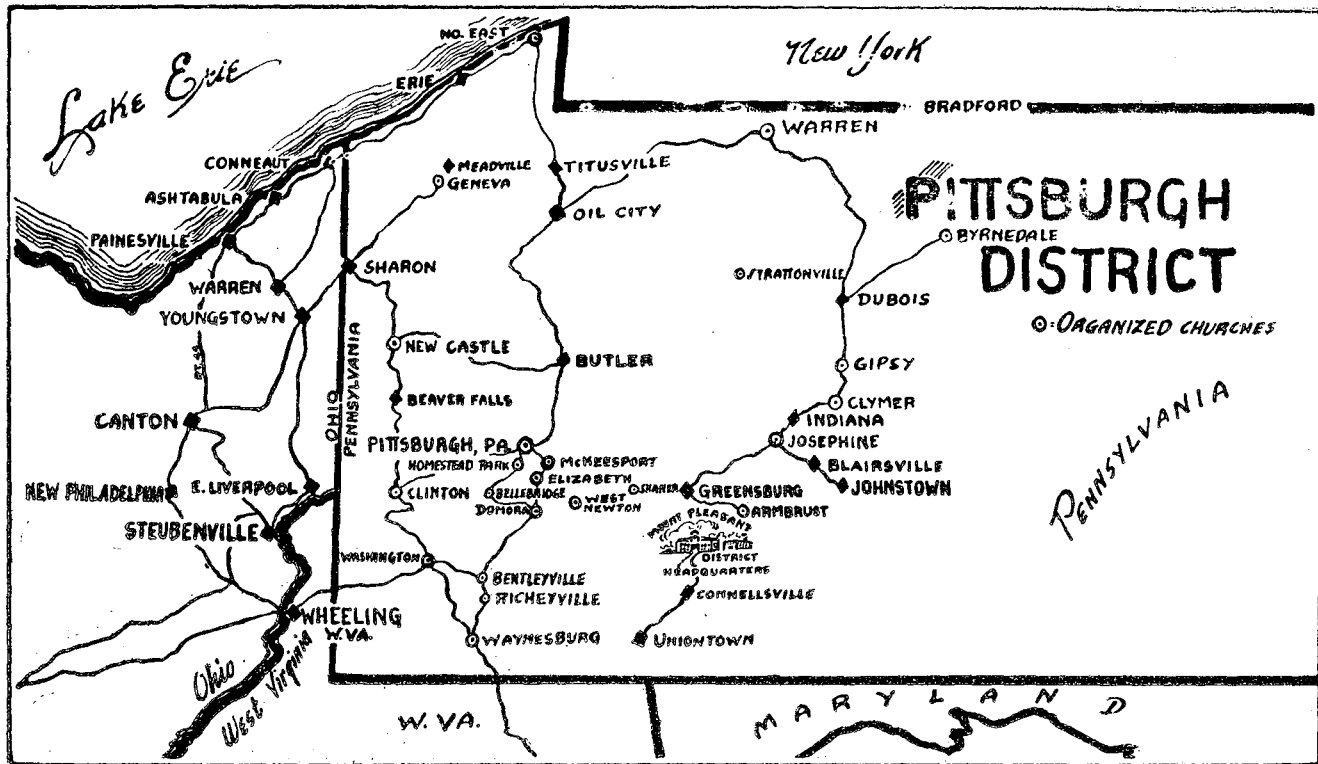 NO. EAST
New York
Lake Erie
ERIE
BRADFORD
WARREN
CONNEAUT
MEADVILLE
TITUSVILLE
GENEVA
ASHTABULA
PITTSBURGH
OIL CITY
PAINESVILLE
BYRNEDALE
DISTRICT
SHARON
STRATTONVILLE
WARREN
DUBOIS
YOUNGSTOWN
ORGANIZED CHURCHES
NEW CASTLE
BUTLER
GIPSY
RT. 44
OHIO
PENNSYLVANIA
BEAVER FALLS
CLYMER
CANTON
INDIANA
PITTSBURGH, PA.
JOSEPHINE
HOMESTEAD PARK
MCKEESPORT
BLAIRSVILLE
ELIZABETH
JOHNSTOWN
NEW PHILADELPHIA
E. LIVERPOOL
CLINTON
BELLEBRIDGE
WEST
NEWTON
SHANER
GREENSBURG
DONORA
ARMBRUST
PENNSYLVANIA
STEUBENVILLE
MOUNT PLEASANT
DISTRICT
HEADQUARTERS
WASHINGTON
BENTLEYVILLE
CONNELLSVILLE
RICHEYVILLE
WHEELING
W. VA.
WAYNESBURG
UNIONTOWN
Ohio
West Virginia
W. VA.
MARYLAND